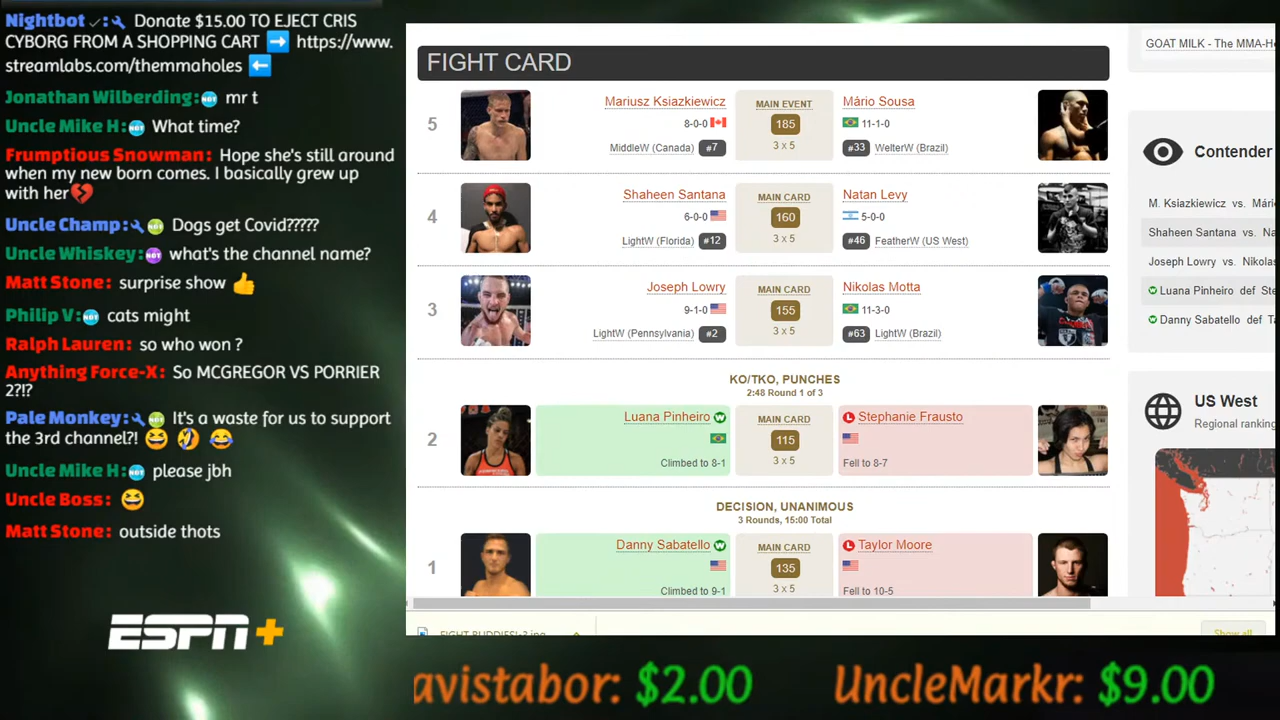 Nightbot ✓: Donate $15.00 TO EJECT CRIS
CYBORG FROM A SHOPPING CART ➡ https://www.
streamlabs.com/themmaholes ⬅
Jonathan Wilberding: NOT mr t
Uncle Mike H: NOT What time?
Frumptious Snowman: Hope she's still around
when my new born comes. I basically grew up
with her💔
Uncle Champ: NOT Dogs get Covid?????
Uncle Whiskey: NOT what's the channel name?
Matt Stone: surprise show 👍
Philip V: NOT cats might
Ralph Lauren: so who won ?
Anything Force-X: So MCGREGOR VS PORRIER
2?!?
Pale Monkey: NOT It's a waste for us to support
the 3rd channel?! 😆 🤣 😂
Uncle Mike H: NOT please jbh
Uncle Boss: 😆
Matt Stone: outside thots
ESPN+
FIGHT CARD
5
Mariusz Ksiazkiewicz
8-0-0
MiddleW (Canada) #7
MAIN EVENT
185
3 x 5
Mário Sousa
11-1-0
#33 WelterW (Brazil)
4
Shaheen Santana
6-0-0
LightW (Florida) #12
MAIN CARD
160
3 x 5
Natan Levy
5-0-0
#46 FeatherW (US West)
3
Joseph Lowry
9-1-0
LightW (Pennsylvania) #2
MAIN CARD
155
3 x 5
Nikolas Motta
11-3-0
#63 LightW (Brazil)
KO/TKO, PUNCHES
2:48 Round 1 of 3
2
Luana Pinheiro W
Climbed to 8-1
MAIN CARD
115
3 x 5
L Stephanie Frausto
Fell to 8-7
DECISION, UNANIMOUS
3 Rounds, 15:00 Total
1
Danny Sabatello W
Climbed to 9-1
MAIN CARD
135
3 x 5
L Taylor Moore
Fell to 10-5
GOAT MILK - The MMA-H
Contender
M. Ksiazkiewicz vs. Mári
Shaheen Santana vs. Na
Joseph Lowry vs. Nikolas
W Luana Pinheiro def Ste
W Danny Sabatello def Ta
US West
Regional ranking
Show all
avistabor: $2.00
UncleMarkr: $9.00